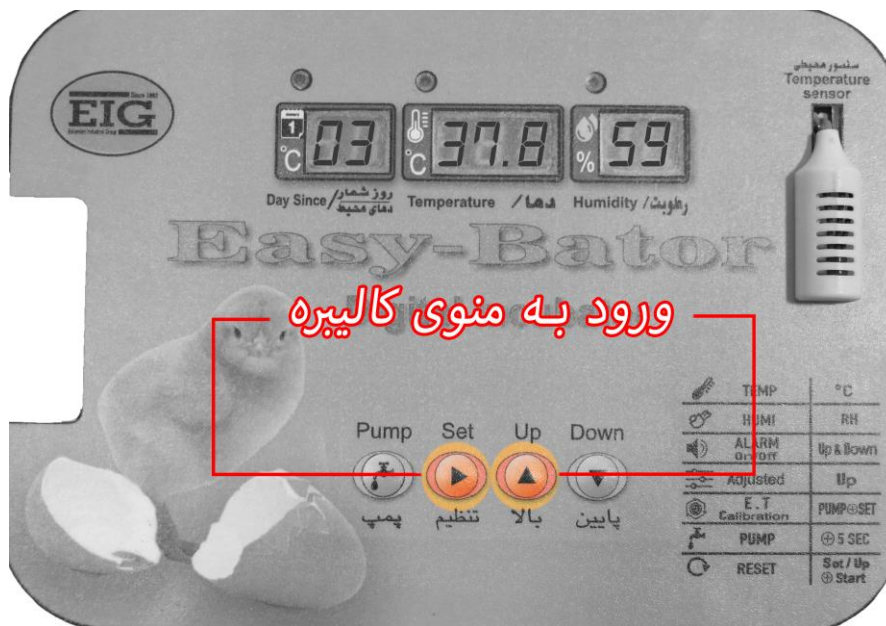 سنسور محیطی
Temperature
sensor
Since 1983
EIG
1
°C
03
°C
37.8
%
59
Day Since / روز شمار
دمای محیط
Temperature / دما
Humidity / رطوبت
Easy-Bator
ورود به منوی کالیبره
TEMP °C
HUMI RH
ALARM On/Off Up & Down
Adjusted Up
E.T Calibration PUMP⊕SET
PUMP ⊕ 5 SEC
RESET Set / Up ⊕ Start
Pump Set Up Down
پمپ تنظیم بالا پایین